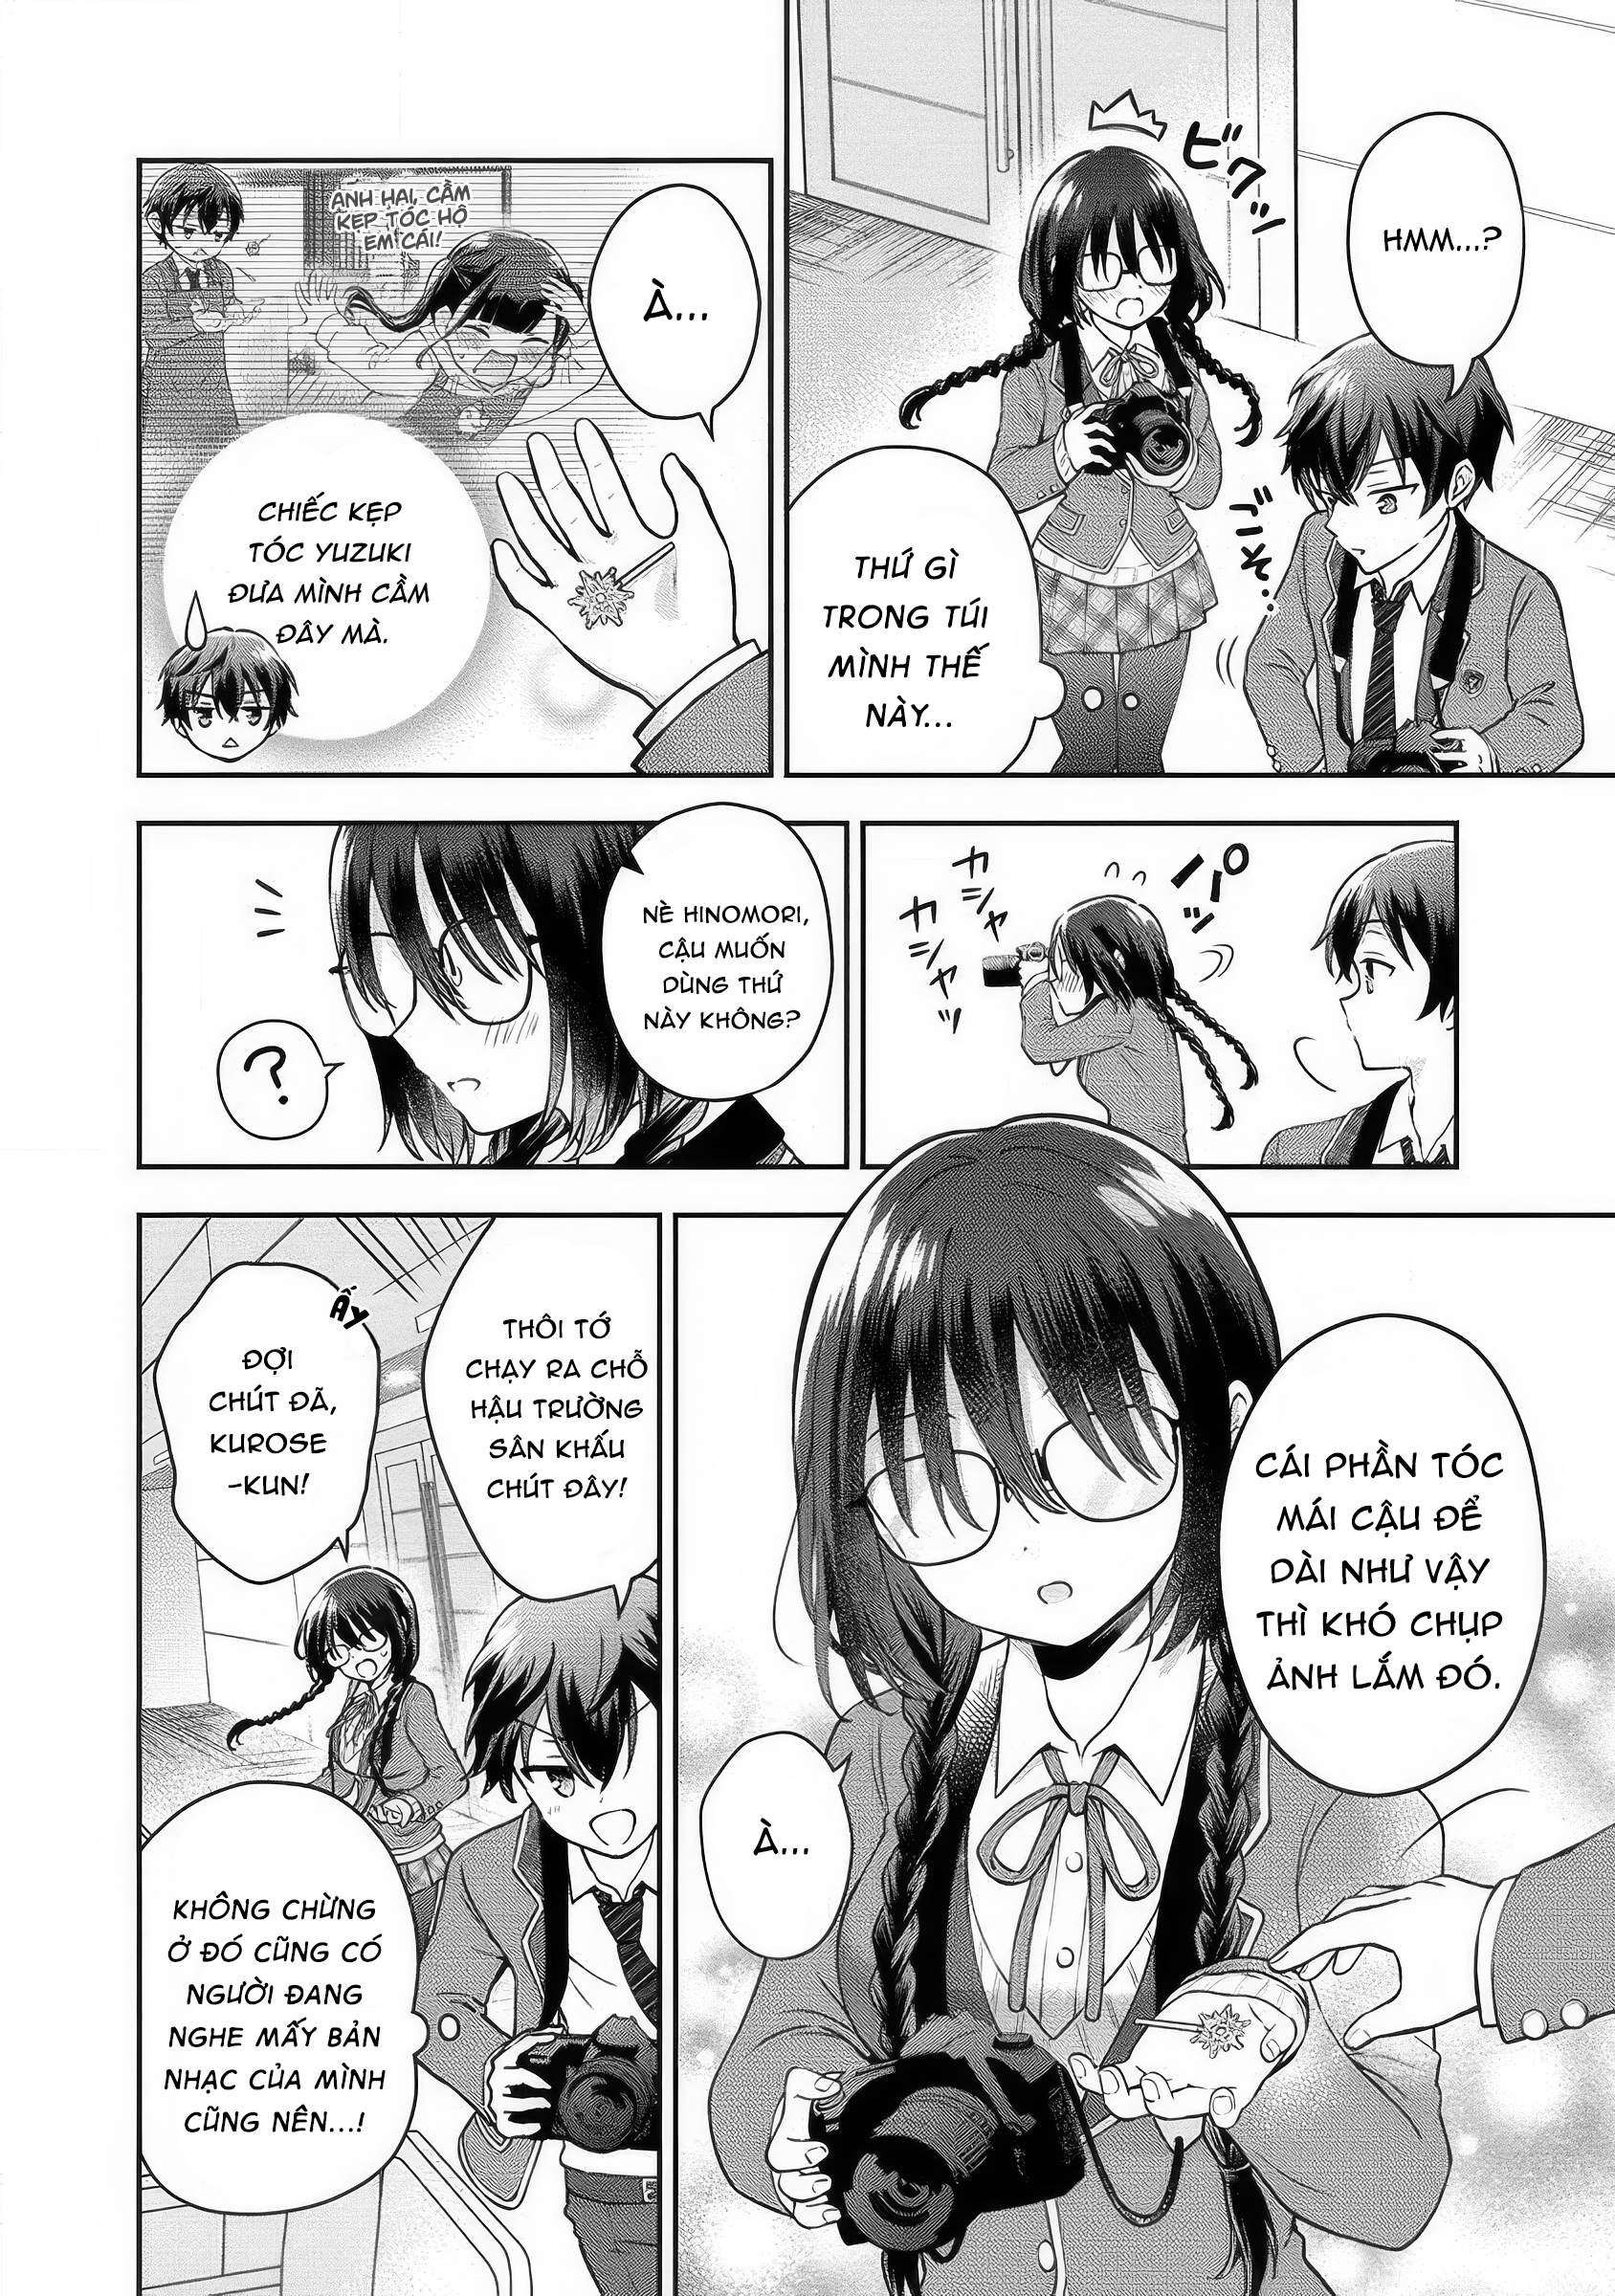 HMM...?
ビクッ
THỨ GÌ
TRONG TÚI
MÌNH THẾ
NÀY...
ごそ...
À...
ANH HAI, CẦM
KẸP TÓC HỘ
EM CÁI!
CHIẾC KẸP
TÓC YUZUKI
ĐƯA MÌNH CẦM
ĐÂY MÀ.
パッ
カシャッ
カシャッ
NÈ HINOMORI,
CẬU MUỐN
DÙNG THỨ
NÀY KHÔNG?
?
CÁI PHẦN TÓC
MÁI CẬU ĐỂ
DÀI NHƯ VẬY
THÌ KHÓ CHỤP
ẢNH LẮM ĐÓ.
À...
THÔI TỚ
CHẠY RA CHỖ
HẬU TRƯỜNG
SÂN KHẤU
CHÚT ĐÂY!
ẤY
ĐỢI
CHÚT ĐÃ,
KUROSE
-KUN!
KHÔNG CHỪNG
Ở ĐÓ CŨNG CÓ
NGƯỜI ĐANG
NGHE MẤY BẢN
NHẠC CỦA MÌNH
CŨNG NÊN...!